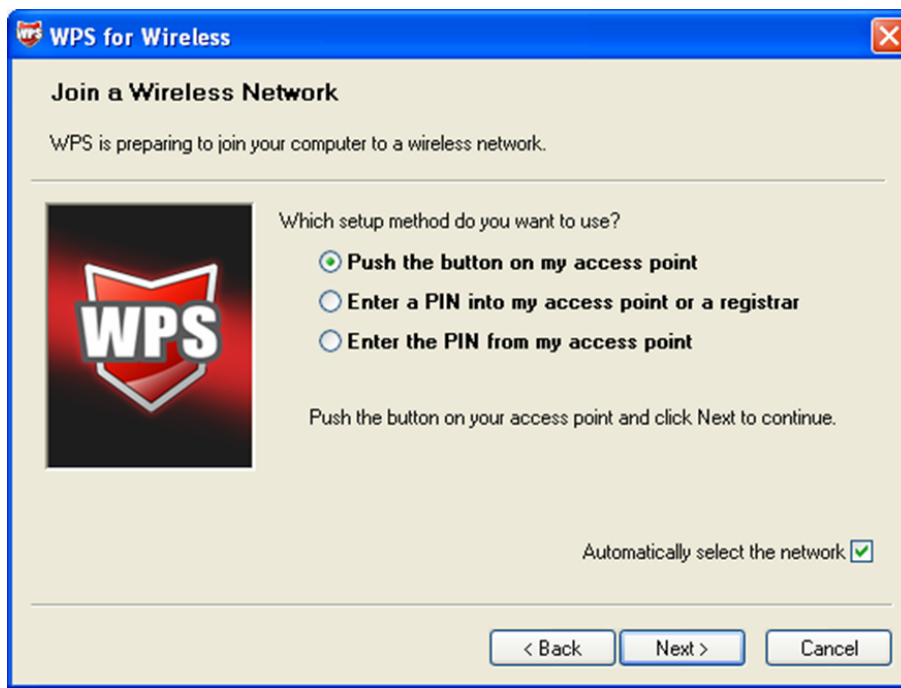 WPS for Wireless
Join a Wireless Network
WPS is preparing to join your computer to a wireless network.
WPS
Which setup method do you want to use?
Push the button on my access point
Enter a PIN into my access point or a registrar
Enter the PIN from my access point
Push the button on your access point and click Next to continue.
Automatically select the network
< Back
Next >
Cancel